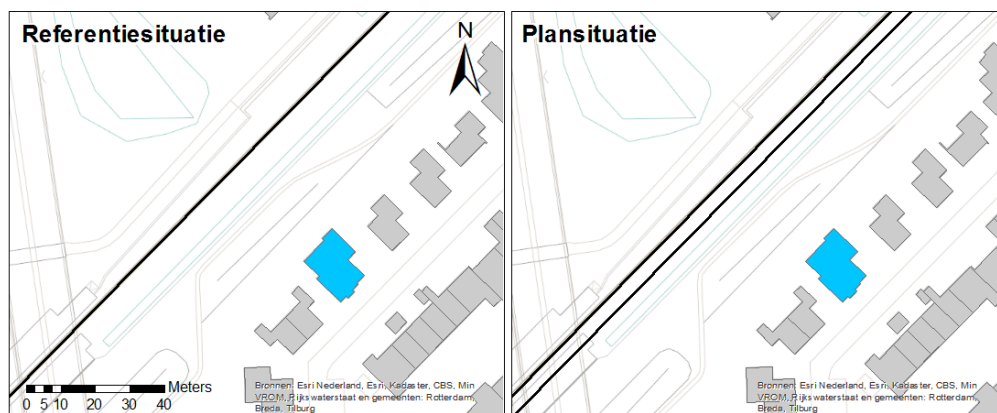 Referentiesituatie
N
Meters
0 5 10 20 30 40
Bronnen: Esri Nederland, Esri, Kadaster, CBS, Min
VROM, Rijkswaterstaat en gemeenten: Rotterdam,
Breda, Tilburg
Plansituatie
Bronnen: Esri Nederland, Esri, Kadaster, CBS, Min
VROM, Rijkswaterstaat en gemeenten: Rotterdam,
Breda, Tilburg